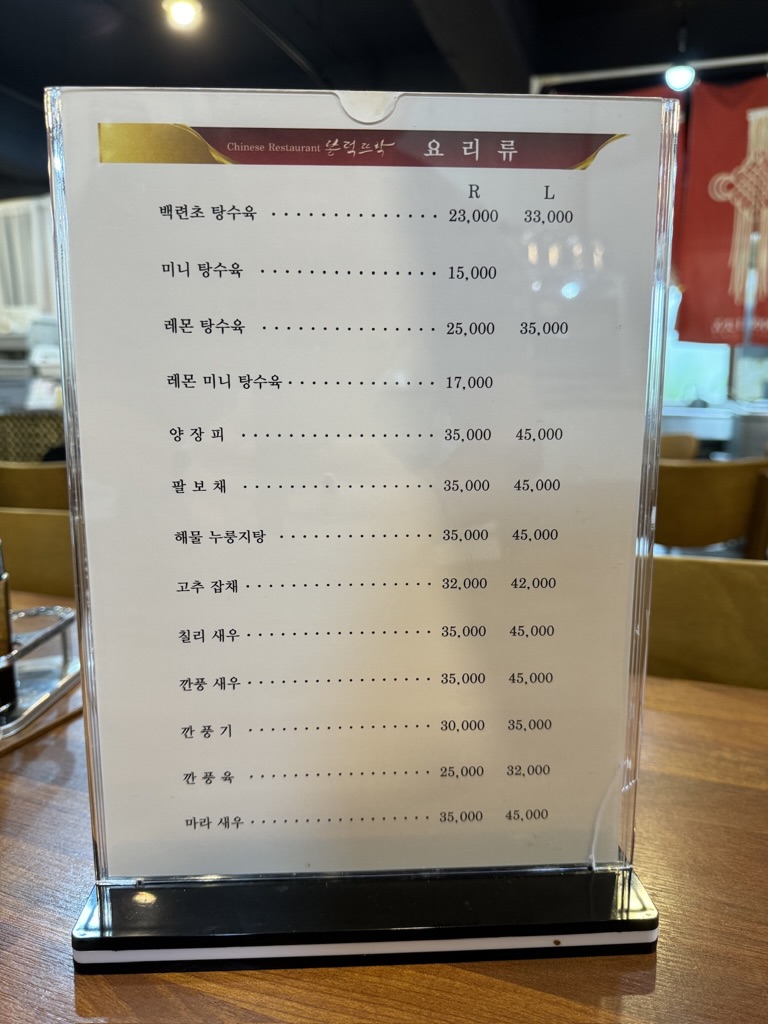 Chinese Restaurant 뽄떡뜨락 요 리 류
R L
백련초 탕수육 · · · · · · · · · · · · · · · 23,000 33,000
미니 탕수육 · · · · · · · · · · · · · · · 15,000
레몬 탕수육 · · · · · · · · · · · · · · · 25,000 35,000
레몬 미니 탕수육 · · · · · · · · · · · · · 17,000
양 장 피 · · · · · · · · · · · · · · · · · 35,000 45,000
팔 보 채 · · · · · · · · · · · · · · · · · 35,000 45,000
해물 누룽지탕 · · · · · · · · · · · · · · 35,000 45,000
고추 잡채 · · · · · · · · · · · · · · · · · 32,000 42,000
칠리 새우 · · · · · · · · · · · · · · · · · 35,000 45,000
깐풍 새우 · · · · · · · · · · · · · · · · · 35,000 45,000
깐 풍 기 · · · · · · · · · · · · · · · · · 30,000 35,000
깐 풍 육 · · · · · · · · · · · · · · · · · 25,000 32,000
마라 새우 · · · · · · · · · · · · · · · · · 35,000 45,000